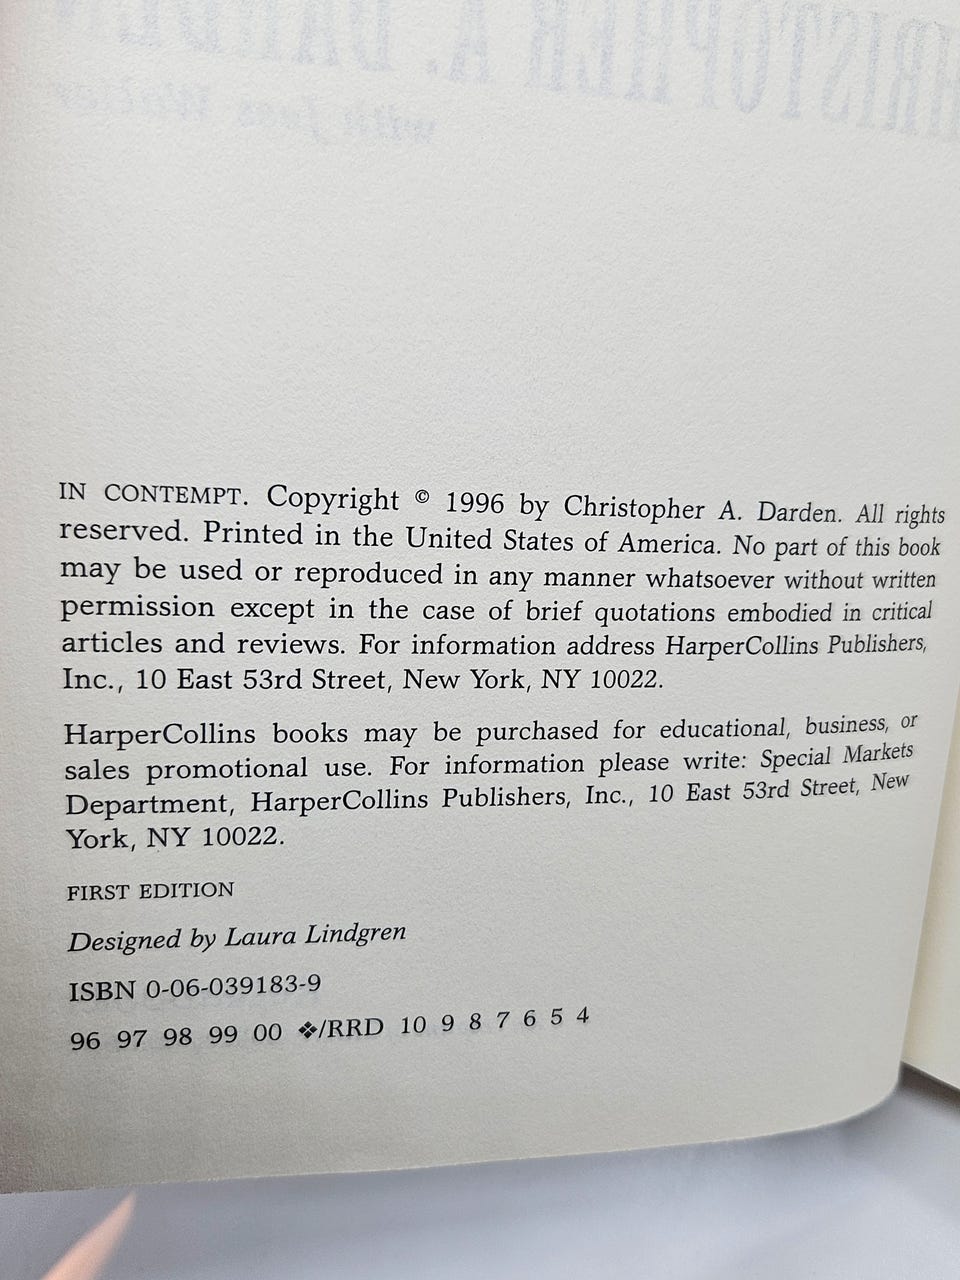 CHRISTOPHER A. DARDEN
with Jess Walter
IN CONTEMPT. Copyright © 1996 by Christopher A. Darden. All rights
reserved. Printed in the United States of America. No part of this book
may be used or reproduced in any manner whatsoever without written
permission except in the case of brief quotations embodied in critical
articles and reviews. For information address HarperCollins Publishers,
Inc., 10 East 53rd Street, New York, NY 10022.
HarperCollins books may be purchased for educational, business, or
sales promotional use. For information please write: Special Markets
Department, HarperCollins Publishers, Inc., 10 East 53rd Street, New
York, NY 10022.
FIRST EDITION
Designed by Laura Lindgren
ISBN 0-06-039183-9
96 97 98 99 00 ❖/RRD 10 9 8 7 6 5 4